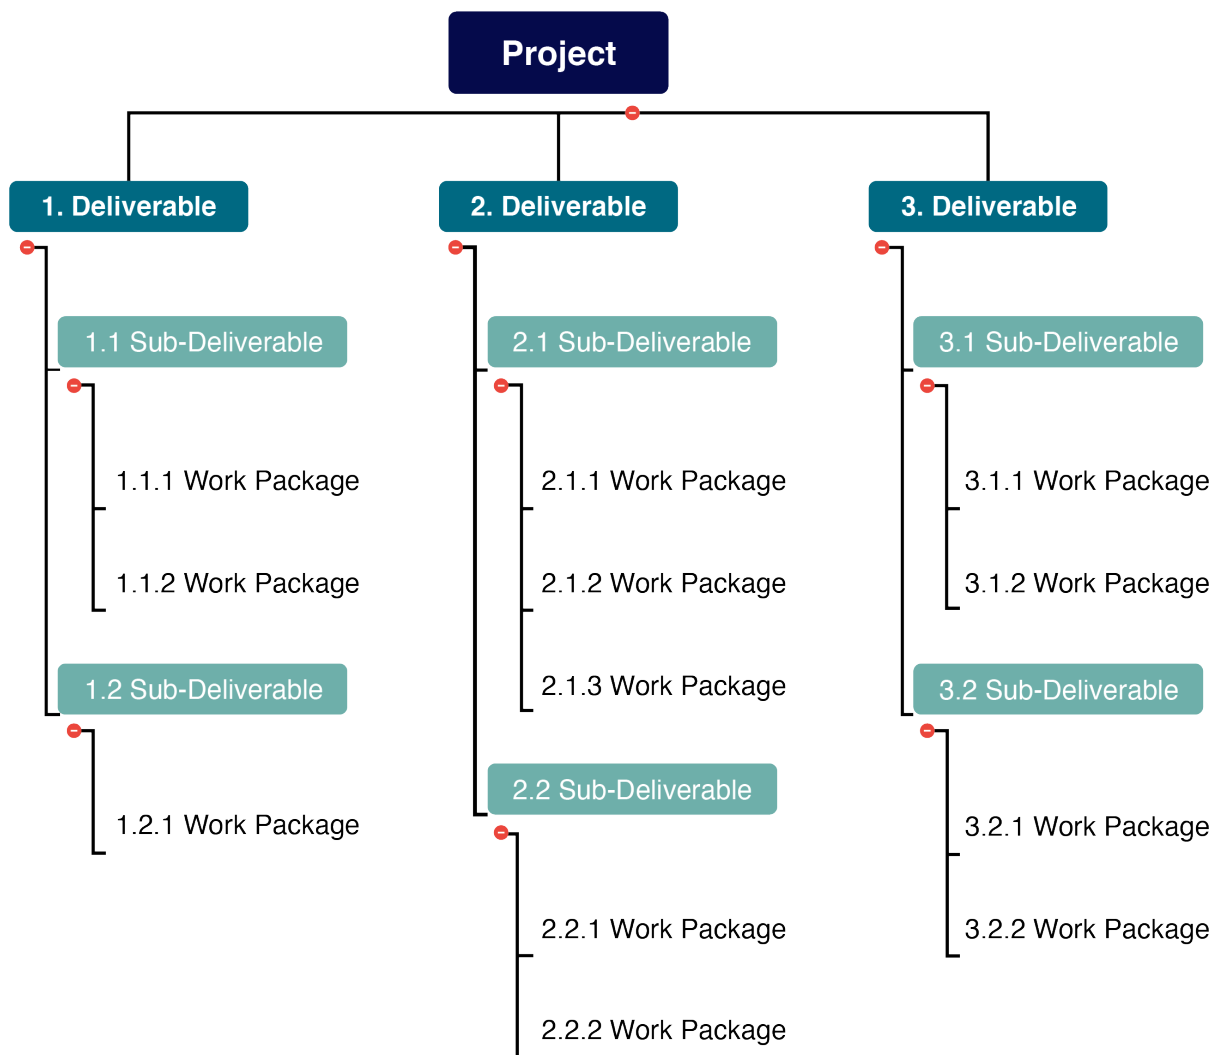 Project
1. Deliverable
1.1 Sub-Deliverable
1.1.1 Work Package
1.1.2 Work Package
1.2 Sub-Deliverable
1.2.1 Work Package
2. Deliverable
2.1 Sub-Deliverable
2.1.1 Work Package
2.1.2 Work Package
2.1.3 Work Package
2.2 Sub-Deliverable
2.2.1 Work Package
2.2.2 Work Package
3. Deliverable
3.1 Sub-Deliverable
3.1.1 Work Package
3.1.2 Work Package
3.2 Sub-Deliverable
3.2.1 Work Package
3.2.2 Work Package